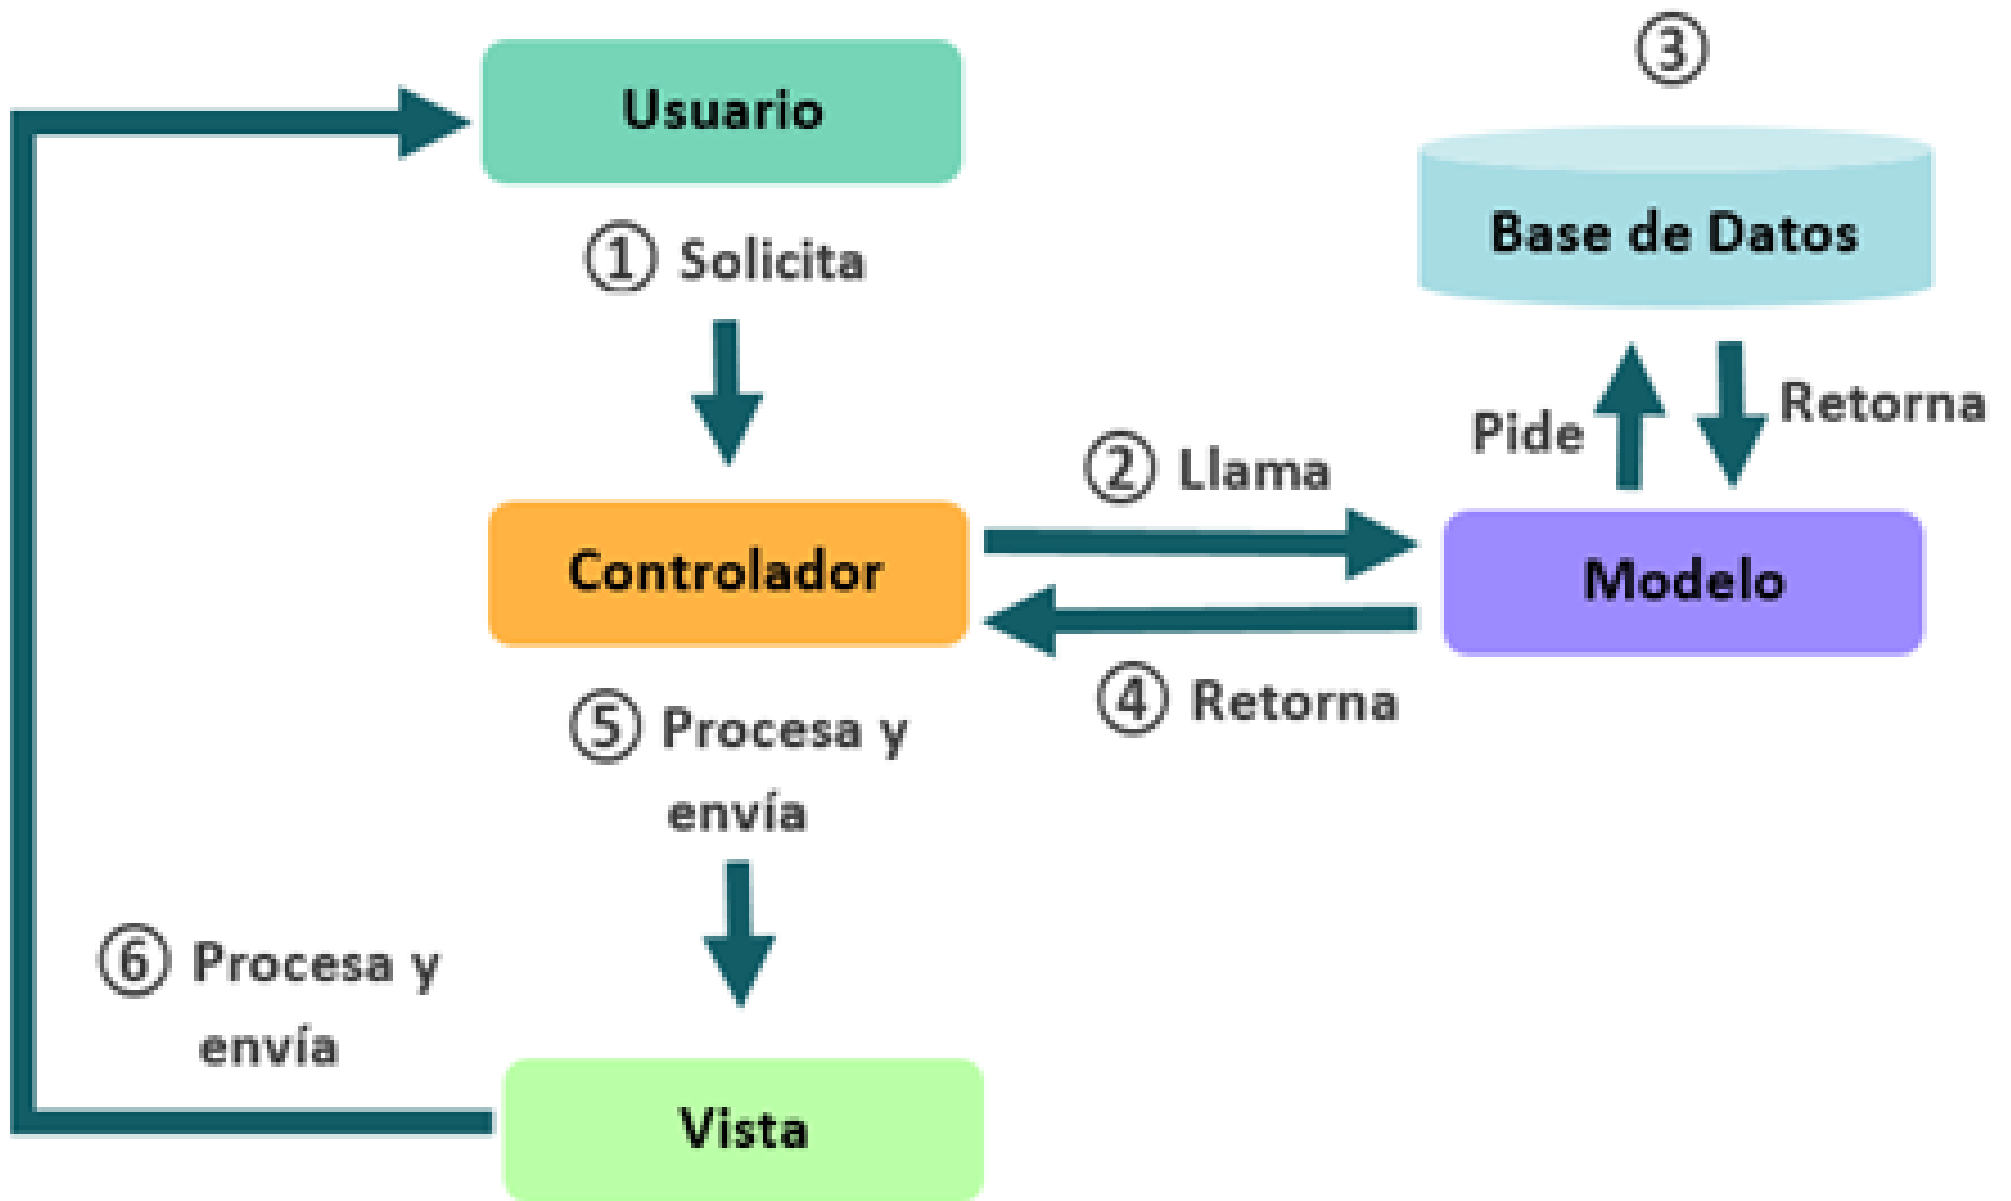 Usuario
① Solicita
③
Base de Datos
Pide
Retorna
② Llama
Controlador
Modelo
④ Retorna
⑤ Procesa y
envía
⑥ Procesa y
envía
Vista